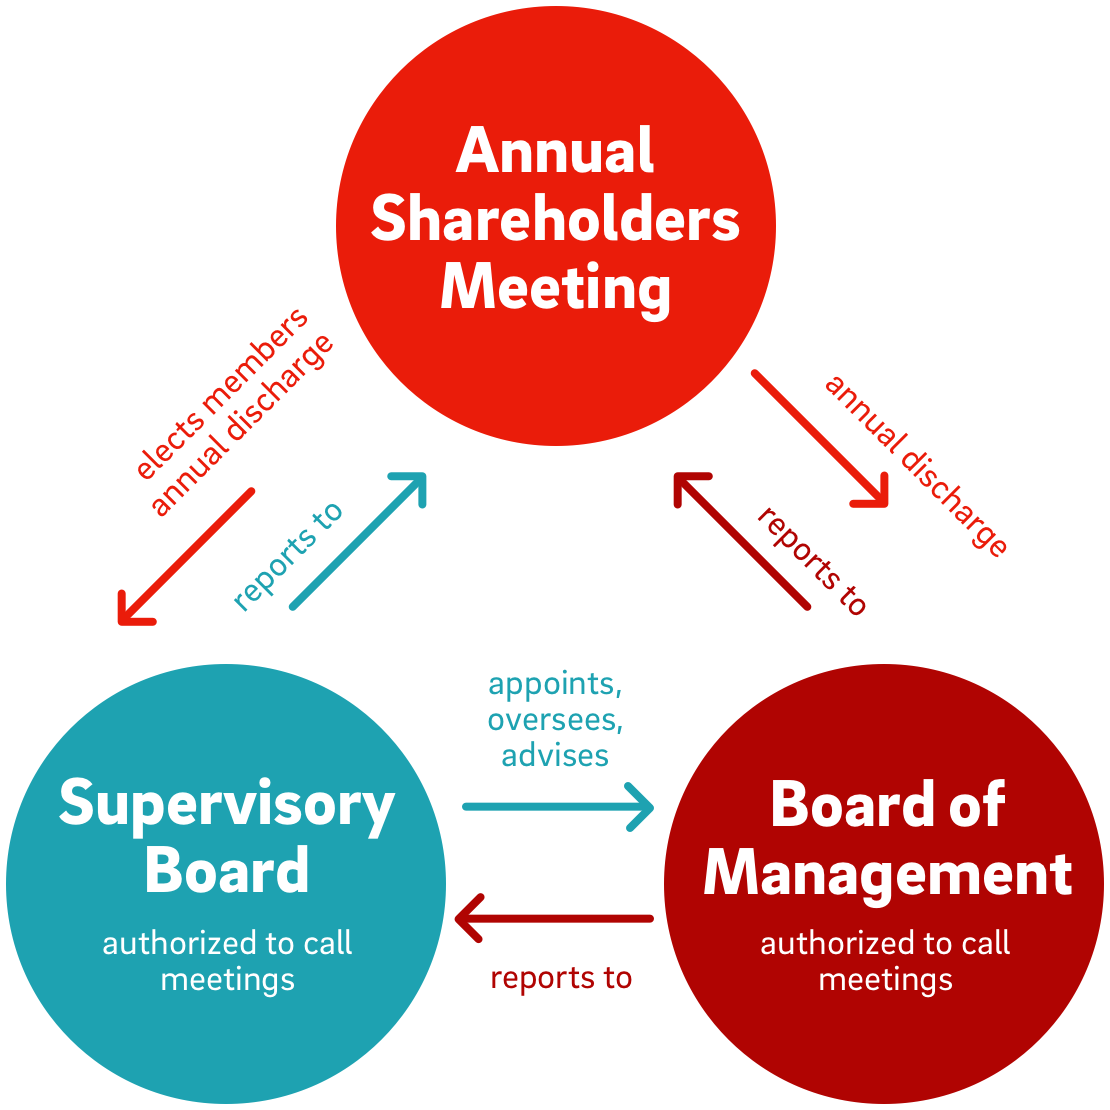 Annual
Shareholders
Meeting
elects members
annual discharge
reports to
annual discharge
reports to
appoints,
oversees,
advises
Supervisory
Board
authorized to call
meetings
Board of
Management
authorized to call
meetings
reports to